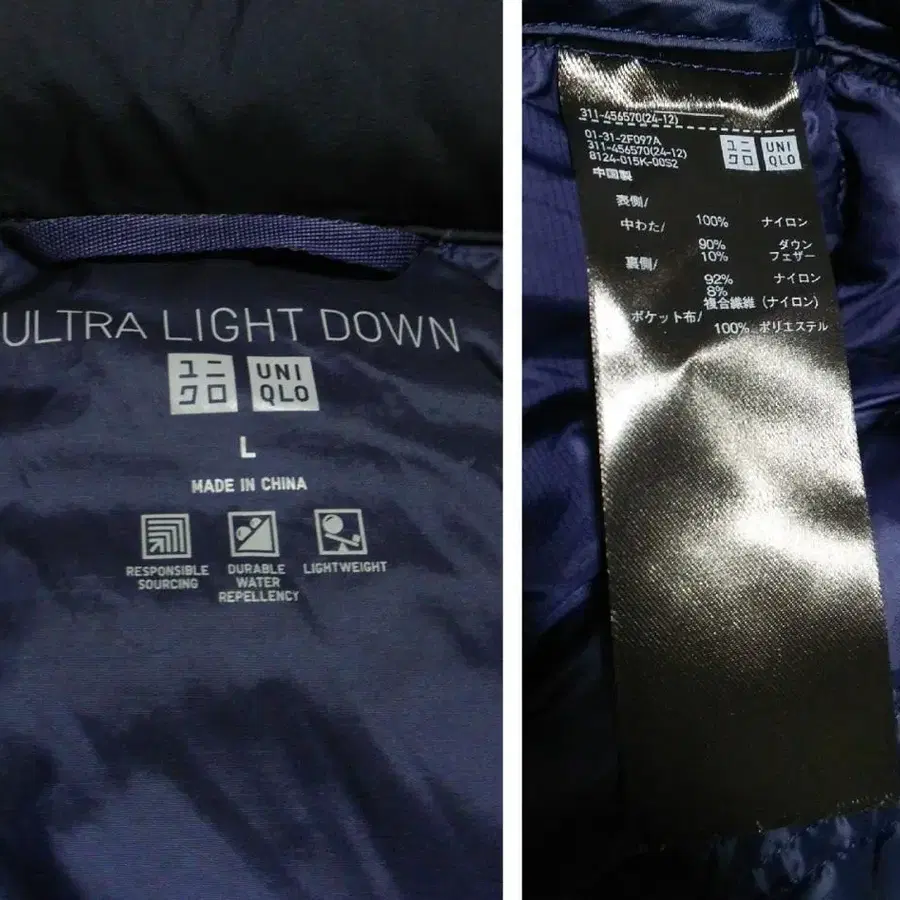 ULTRA LIGHT DOWN
ユニ
クロ
UNI
QLO
L
MADE IN CHINA
RESPONSIBLE
SOURCING
DURABLE
WATER
REPELLENCY
LIGHTWEIGHT
311-456570(24-12)
01-31-2F097A
311-456570(24-12)
8124-015K-00S2
中国製
ユニ
クロ
UNI
QLO
表側/
100% ナイロン
中わた/
90% ダウン
10% フェザー
裏側/
92% ナイロン
8%
複合繊維 (ナイロン)
ポケット布/
100% ポリエステル